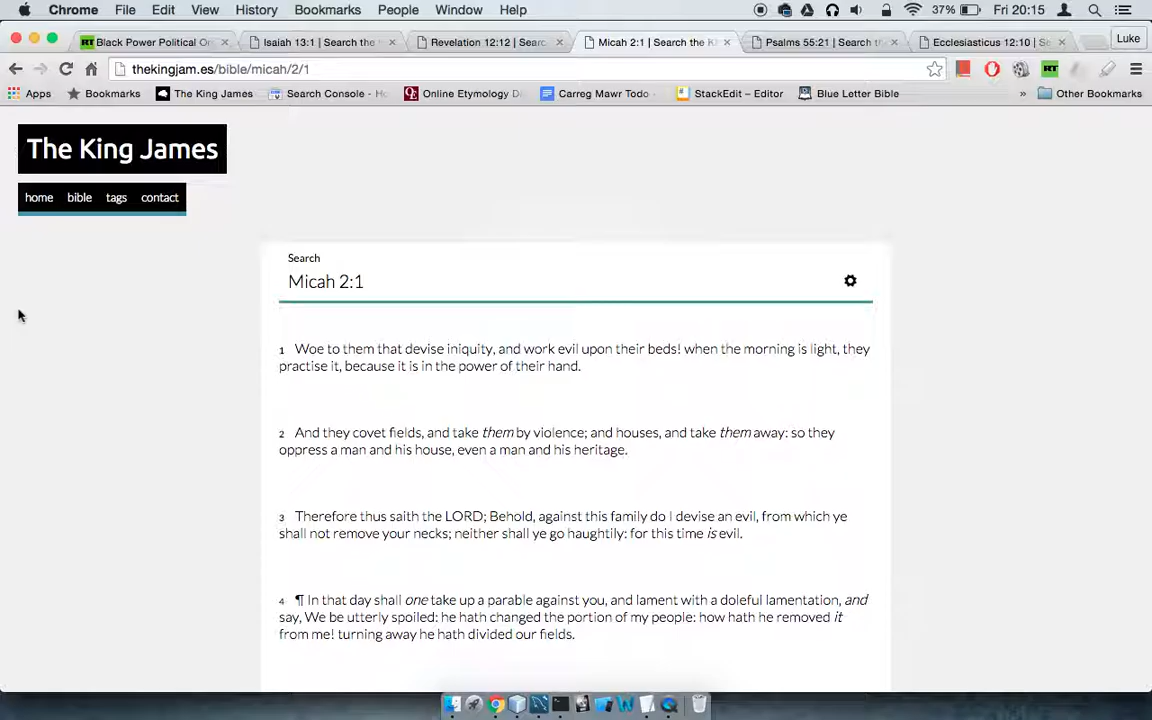 Chrome File Edit View History Bookmarks People Window Help 37% Fri 20:15
Black Power Political Or
Isaiah 13:1 | Search the
Revelation 12:12 | Searc
Micah 2:1 | Search the K
Psalms 55:21 | Search th
Ecclesiasticus 12:10 | Se
Luke
thekingjam.es/bible/micah/2/1
Apps Bookmarks The King James Search Console - Ho Online Etymology D Carreg Mawr Todo StackEdit – Editor Blue Letter Bible » Other Bookmarks
The King James
home bible tags contact
Search
Micah 2:1
1 Woe to them that devise iniquity, and work evil upon their beds! when the morning is light, they
practise it, because it is in the power of their hand.
2 And they covet fields, and take them by violence; and houses, and take them away: so they
oppress a man and his house, even a man and his heritage.
3 Therefore thus saith the LORD; Behold, against this family do I devise an evil, from which ye
shall not remove your necks; neither shall ye go haughtily: for this time is evil.
4 ¶ In that day shall one take up a parable against you, and lament with a doleful lamentation, and
say, We be utterly spoiled: he hath changed the portion of my people: how hath he removed it
from me! turning away he hath divided our fields.